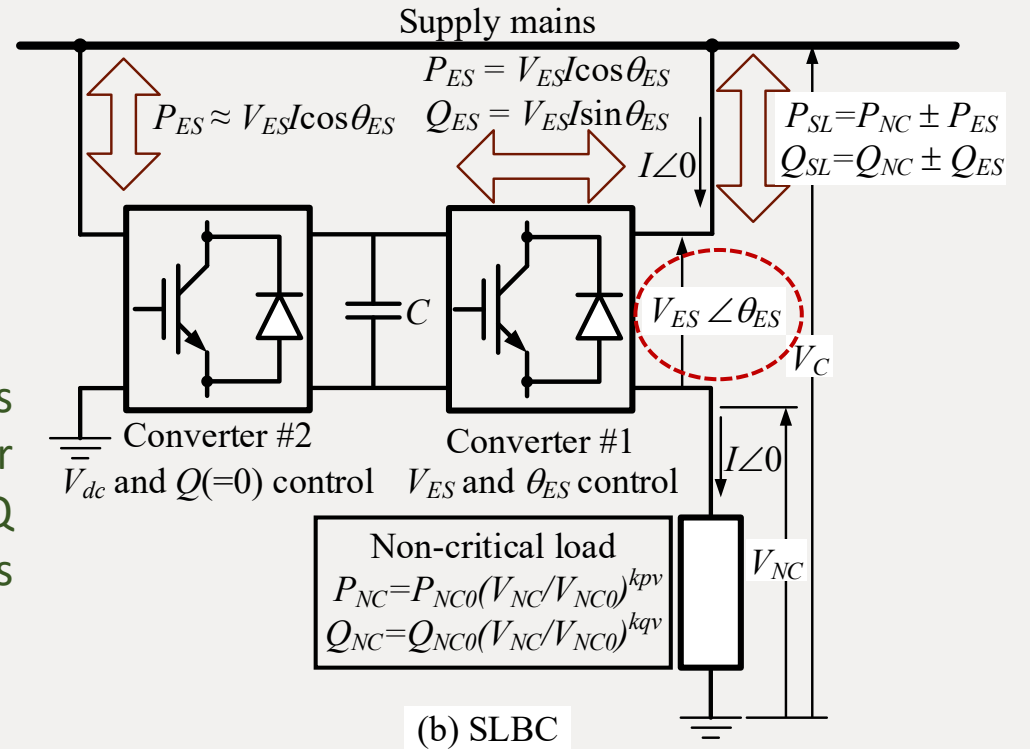 Supply mains
P_ES ≈ V_ES I cos θ_ES
P_ES = V_ES I cos θ_ES
Q_ES = V_ES I sin θ_ES
I∠0
P_SL=P_NC ± P_ES
Q_SL=Q_NC ± Q_ES
C
V_ES ∠θ_ES
V_C
s
r
Q
s
Converter #2
V_dc and Q(=0) control
Converter #1
V_ES and θ_ES control
I∠0
Non-critical load
P_NC=P_NC0(V_NC/V_NC0)^kpv
Q_NC=Q_NC0(V_NC/V_NC0)^kqv
V_NC
(b) SLBC